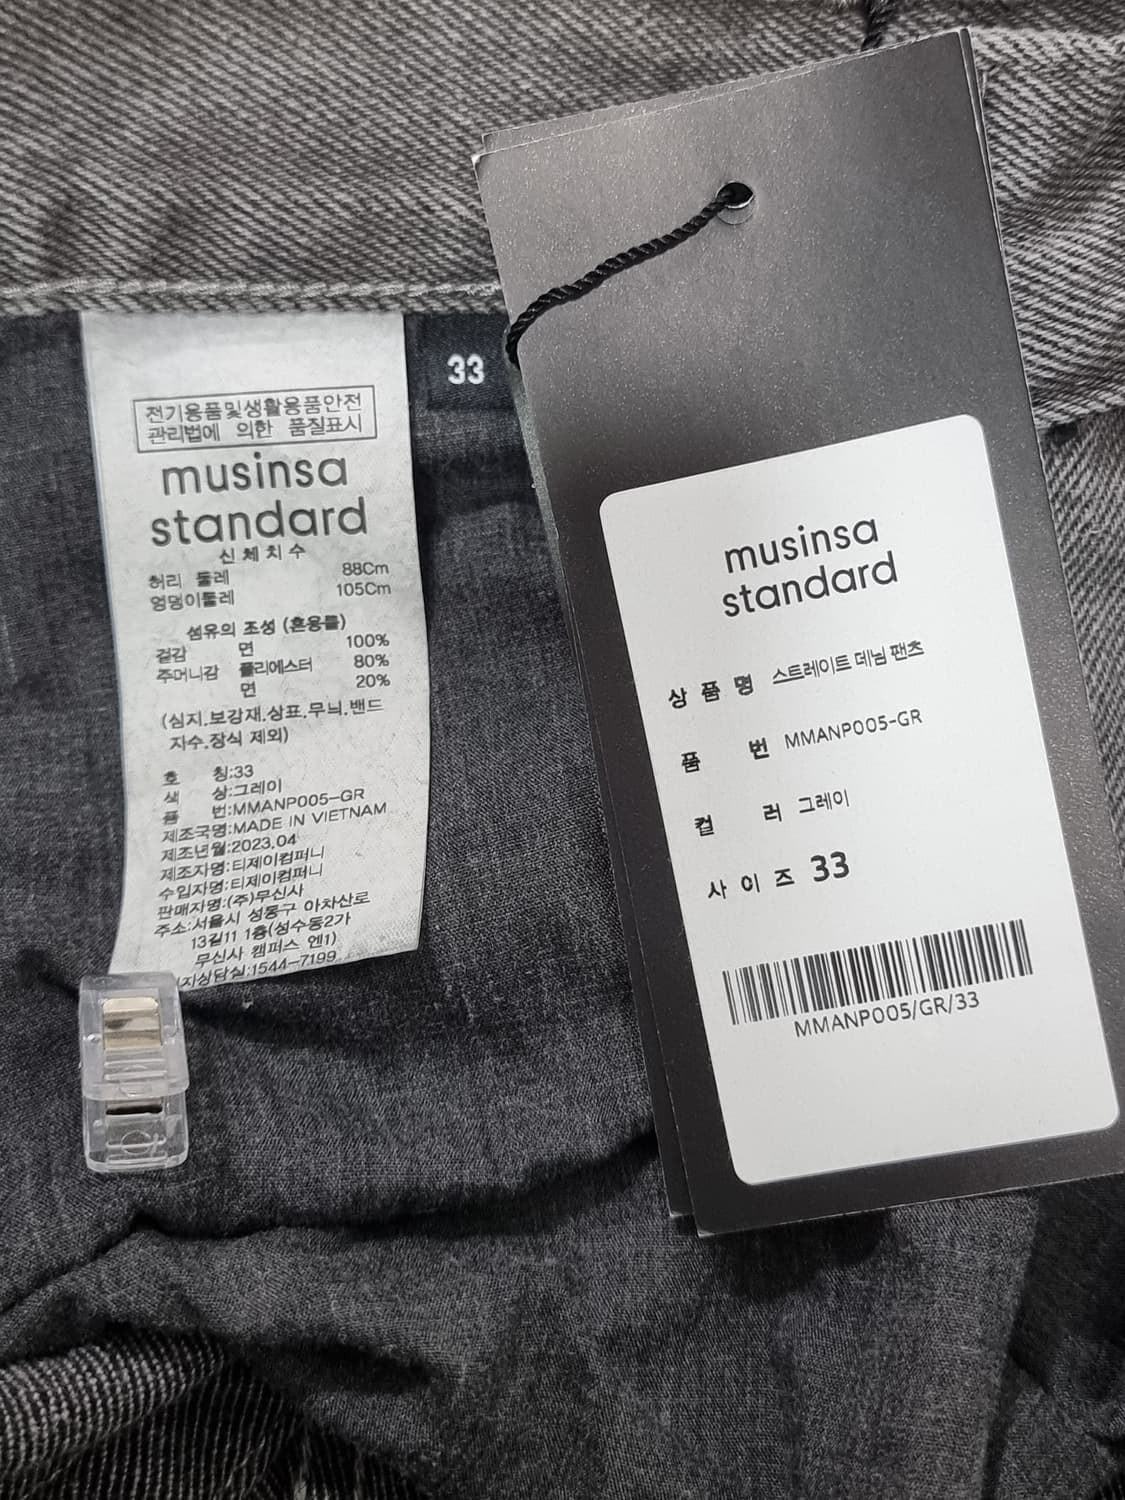 33
전기용품및생활용품안전
관리법에 의한 품질표시
musinsa
standard
신체치수
허리 둘레 88Cm
엉덩이둘레 105Cm
섬유의 조성 (혼용률)
겉감 면 100%
주머니감 폴리에스터 80%
면 20%
(심지.보강재.상표.무늬.밴드
자수.장식 제외)
호 칭:33
색 상:그레이
품 번:MMANP005-GR
제조국명:MADE IN VIETNAM
제조년월:2023.04
제조자명:티제이컴퍼니
수입자명:티제이컴퍼니
판매자명:(주)무신사
주소:서울시 성동구 아차산로
13길11 1층(성수동2가
무신사 캠퍼스 엔1)
자상담실:1544-7199
musinsa
standard
상품명 스트레이트 데님 팬츠
품번 MMANP005-GR
컬러 그레이
사이즈 33
MMANP005/GR/33